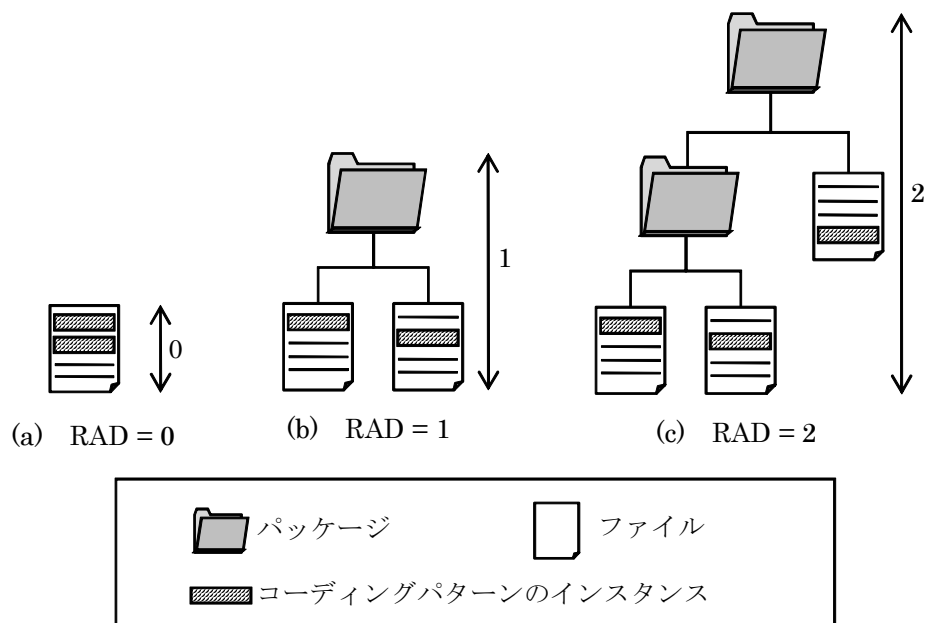 2
1
0
(a) RAD = 0
(b) RAD = 1
(c) RAD = 2
パッケージ
ファイル
コーディングパターンのインスタンス